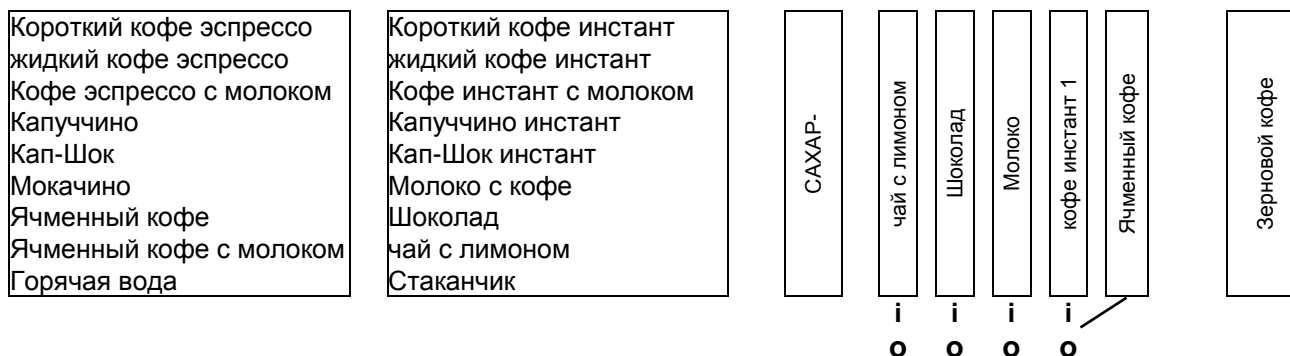 Короткий кофе эспрессо
жидкий кофе эспрессо
Кофе эспрессо с молоком
Капуччино
Кап-Шок
Мокачино
Ячменный кофе
Ячменный кофе с молоком
Горячая вода
Короткий кофе инстант
жидкий кофе инстант
Кофе инстант с молоком
Капуччино инстант
Кап-Шок инстант
Молоко с кофе
Шоколад
чай с лимоном
Стаканчик
САХАР-
чай с лимоном
Шоколад
Молоко
кофе инстант 1
Ячменный кофе
Зерновой кофе
i i i i
o o o o